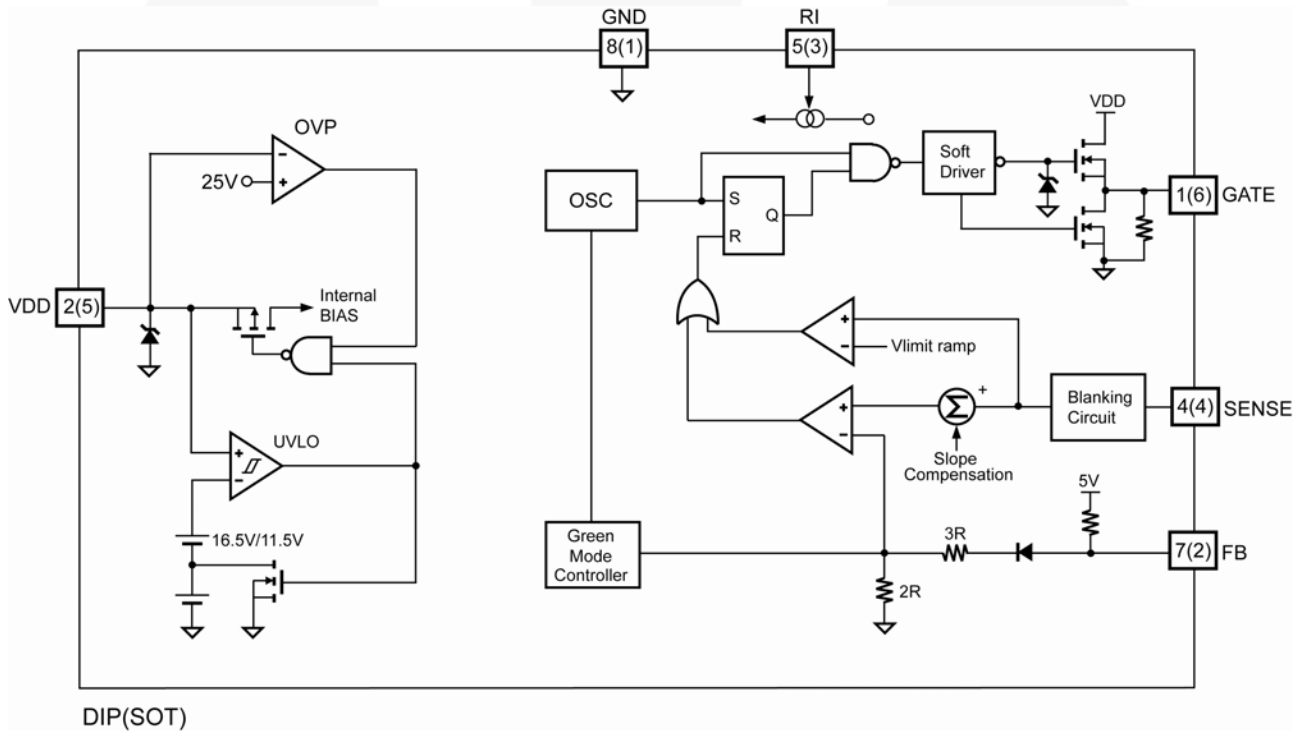 GND
8(1)
RI
5(3)
VDD
OVP
25V
OSC
S
Q
R
Soft
Driver
1(6)
GATE
VDD
2(5)
Internal
BIAS
Vlimit ramp
UVLO
16.5V/11.5V
+
Σ
Slope
Compensation
Blanking
Circuit
4(4)
SENSE
5V
Green
Mode
Controller
3R
2R
7(2)
FB
DIP(SOT)